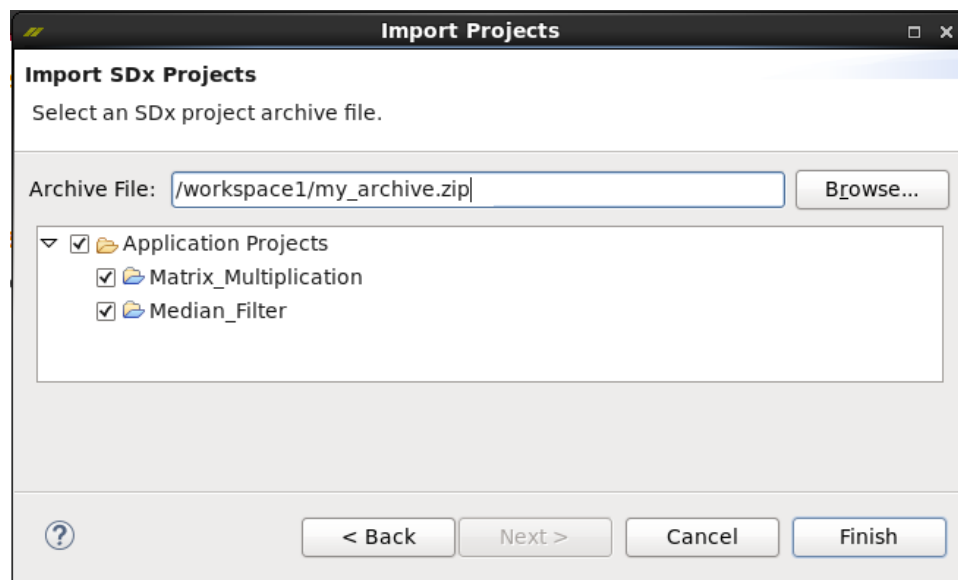 Import Projects
Import SDx Projects
Select an SDx project archive file.
Archive File: /workspace1/my_archive.zip Browse...
Application Projects
Matrix_Multiplication
Median_Filter
? < Back Next > Cancel Finish